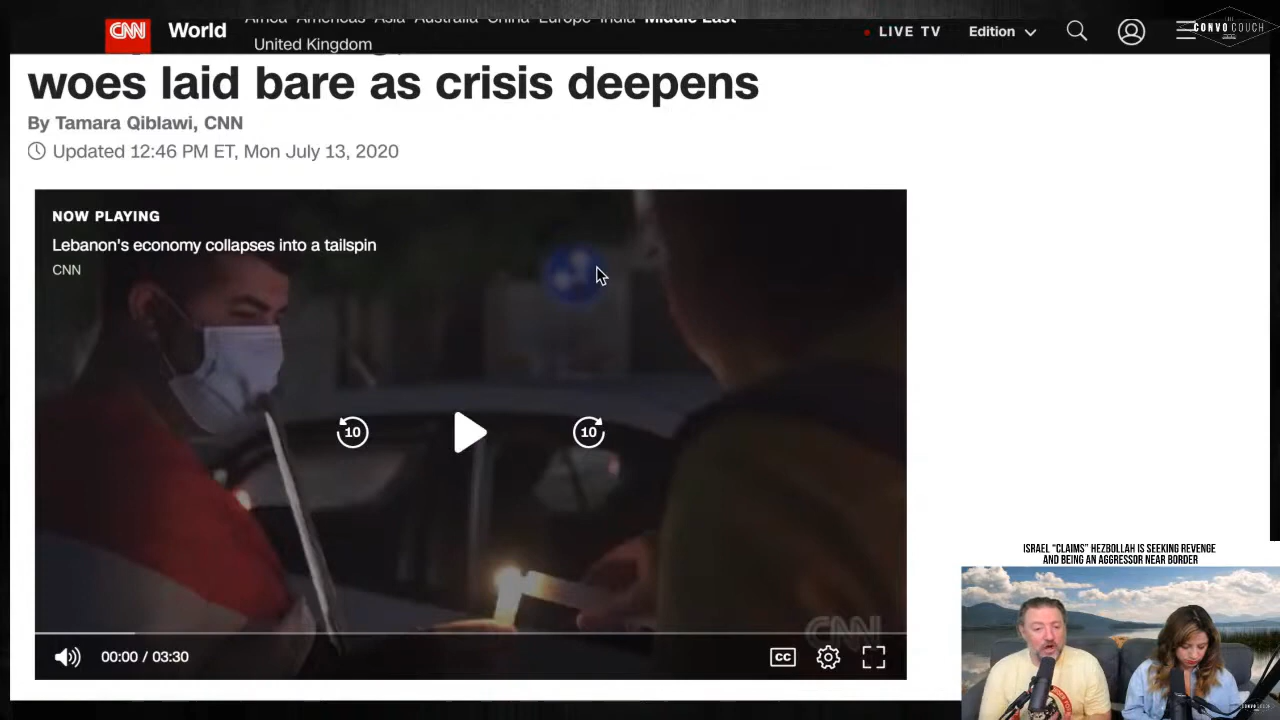 CNN World Africa Americas Asia Australia China Europe India Middle East
United Kingdom
LIVE TV Edition
THE CONVO COUCH
woes laid bare as crisis deepens
By Tamara Qiblawi, CNN
Updated 12:46 PM ET, Mon July 13, 2020
NOW PLAYING
Lebanon's economy collapses into a tailspin
CNN
10 10
CNN
00:00 / 03:30 CC
ISRAEL "CLAIMS" HEZBOLLAH IS SEEKING REVENGE
AND BEING AN AGGRESSOR NEAR BORDER
CONVO COUCH